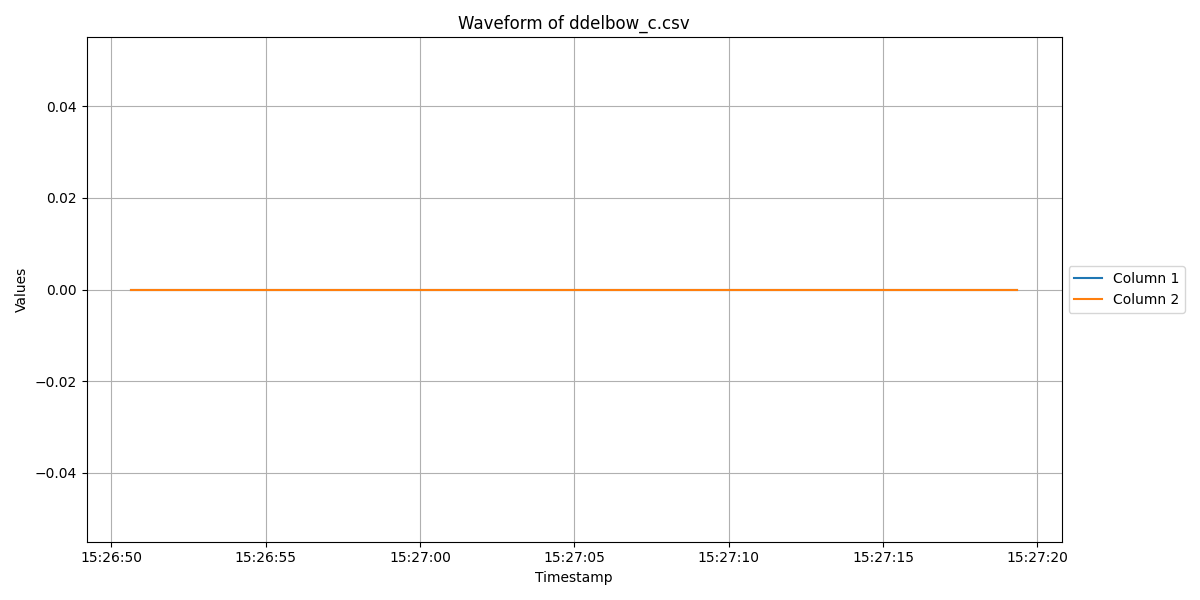 Waveform of ddelbow_c.csv
Values
0.04
0.02
0.00
−0.02
−0.04
15:26:50 15:26:55 15:27:00 15:27:05 15:27:10 15:27:15 15:27:20
Timestamp
Column 1
Column 2